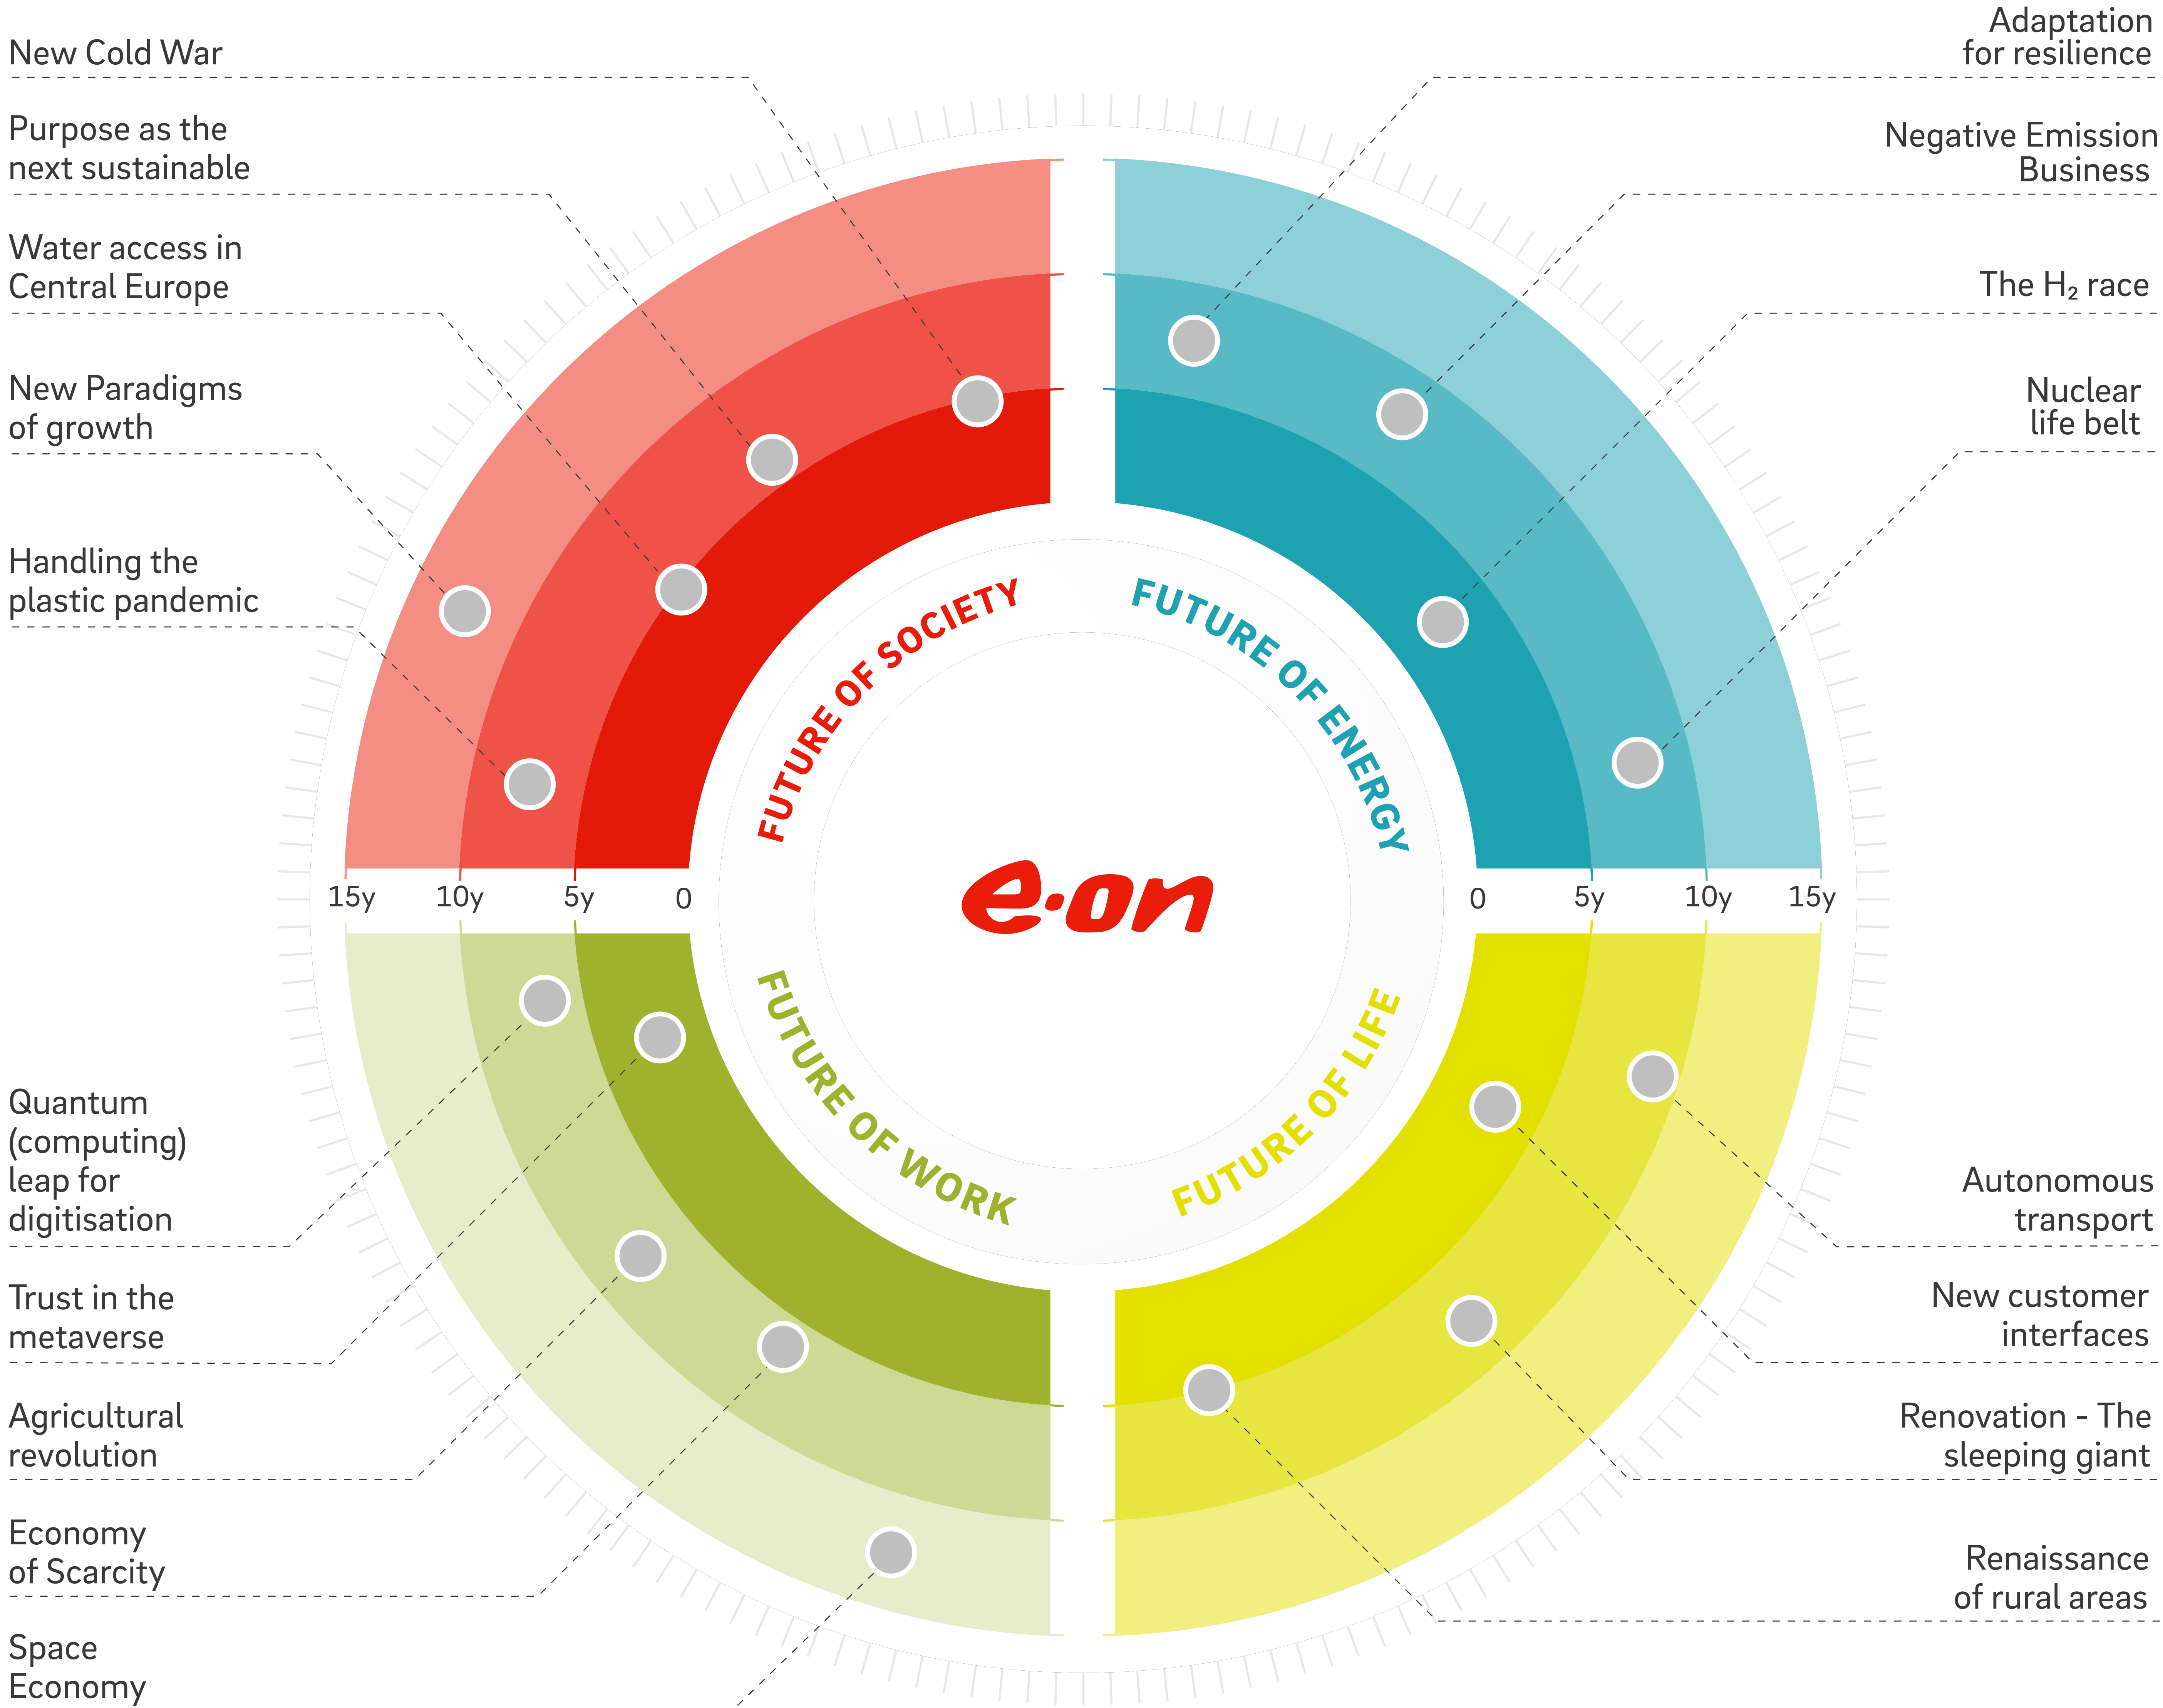 New Cold War
Purpose as the
next sustainable
Water access in
Central Europe
New Paradigms
of growth
Handling the
plastic pandemic
Adaptation
for resilience
Negative Emission
Business
The H₂ race
Nuclear
life belt
FUTURE OF SOCIETY
FUTURE OF ENERGY
15y 10y 5y 0
e·on
0 5y 10y 15y
FUTURE OF WORK
FUTURE OF LIFE
Quantum
(computing)
leap for
digitisation
Trust in the
metaverse
Agricultural
revolution
Economy
of Scarcity
Space
Economy
Autonomous
transport
New customer
interfaces
Renovation - The
sleeping giant
Renaissance
of rural areas